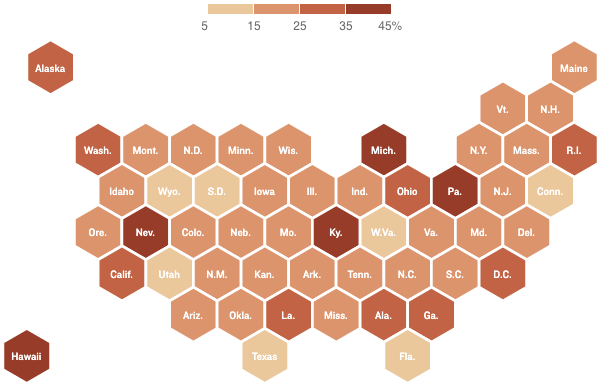 5 15 25 35 45%
Alaska Maine
Vt. N.H.
Wash. Mont. N.D. Minn. Wis. Mich. N.Y. Mass. R.I.
Idaho Wyo. S.D. Iowa Ill. Ind. Ohio Pa. N.J. Conn.
Ore. Nev. Colo. Neb. Mo. Ky. W.Va. Va. Md. Del.
Calif. Utah N.M. Kan. Ark. Tenn. N.C. S.C. D.C.
Ariz. Okla. La. Miss. Ala. Ga.
Hawaii Texas Fla.